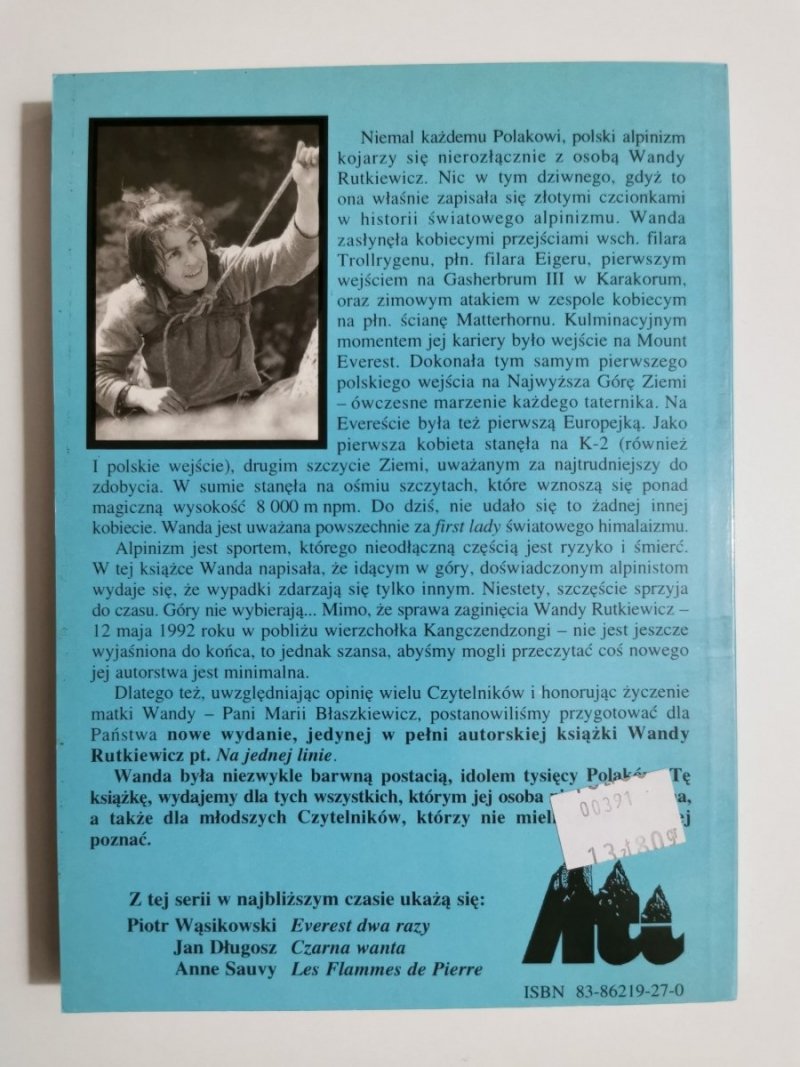 Niemal każdemu Polakowi, polski alpinizm
kojarzy się nierozłącznie z osobą Wandy
Rutkiewicz. Nic w tym dziwnego, gdyż to
ona właśnie zapisała się złotymi czcionkami
w historii światowego alpinizmu. Wanda
zasłynęła kobiecymi przejściami wsch. filara
Trollrygenu, płn. filara Eigeru, pierwszym
wejściem na Gasherbrum III w Karakorum,
oraz zimowym atakiem w zespole kobiecym
na płn. ścianę Matterhornu. Kulminacyjnym
momentem jej kariery było wejście na Mount
Everest. Dokonała tym samym pierwszego
polskiego wejścia na Najwyższa Górę Ziemi
– ówczesne marzenie każdego taternika. Na
Evereście była też pierwszą Europejką. Jako
pierwsza kobieta stanęła na K-2 (również
I polskie wejście), drugim szczycie Ziemi, uważanym za najtrudniejszy do
zdobycia. W sumie stanęła na ośmiu szczytach, które wznoszą się ponad
magiczną wysokość 8 000 m npm. Do dziś, nie udało się to żadnej innej
kobiecie. Wanda jest uważana powszechnie za first lady światowego himalaizmu.
Alpinizm jest sportem, którego nieodłączną częścią jest ryzyko i śmierć.
W tej książce Wanda napisała, że idącym w góry, doświadczonym alpinistom
wydaje się, że wypadki zdarzają się tylko innym. Niestety, szczęście sprzyja
do czasu. Góry nie wybierają... Mimo, że sprawa zaginięcia Wandy Rutkiewicz –
12 maja 1992 roku w pobliżu wierzchołka Kangczendzongi – nie jest jeszcze
wyjaśniona do końca, to jednak szansa, abyśmy mogli przeczytać coś nowego
jej autorstwa jest minimalna.
Dlatego też, uwzględniając opinię wielu Czytelników i honorując życzenie
matki Wandy – Pani Marii Błaszkiewicz, postanowiliśmy przygotować dla
Państwa nowe wydanie, jedynej w pełni autorskiej książki Wandy
Rutkiewicz pt. Na jednej linie.
Wanda była niezwykle barwną postacią, idolem tysięcy Polaków. Tę
książkę, wydajemy dla tych wszystkich, którym jej osoba
a także dla młodszych Czytelników, którzy nie
poznać.
00391
13zł80g
Z tej serii w najbliższym czasie ukażą się:
Piotr Wąsikowski Everest dwa razy
Jan Długosz Czarna wanta
Anne Sauvy Les Flammes de Pierre
ISBN 83-86219-27-0